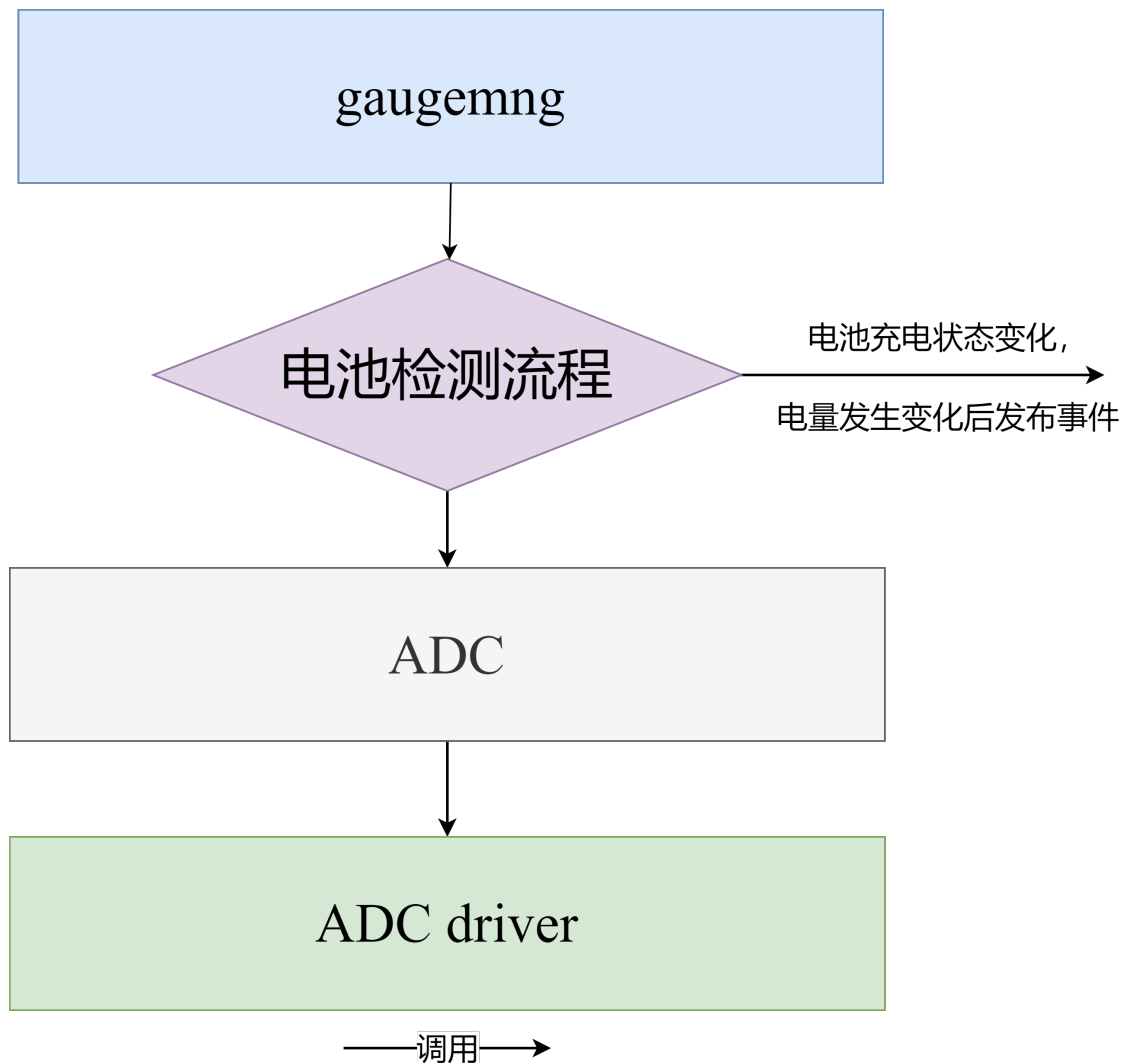 gaugemng
电池检测流程
电池充电状态变化，
电量发生变化后发布事件
ADC
ADC driver
调用